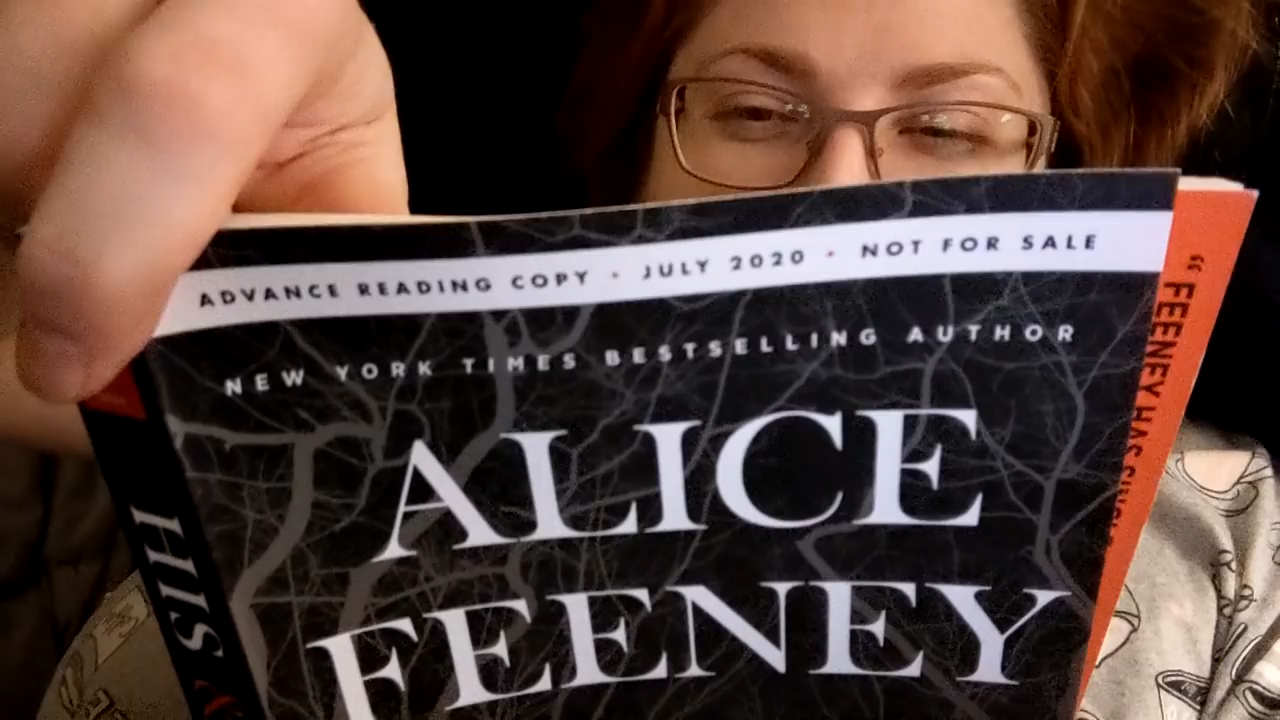 ADVANCE READING COPY • JULY 2020 • NOT FOR SALE
NEW YORK TIMES BESTSELLING AUTHOR
ALICE
FEENEY
HIS
“FEENEY HAS